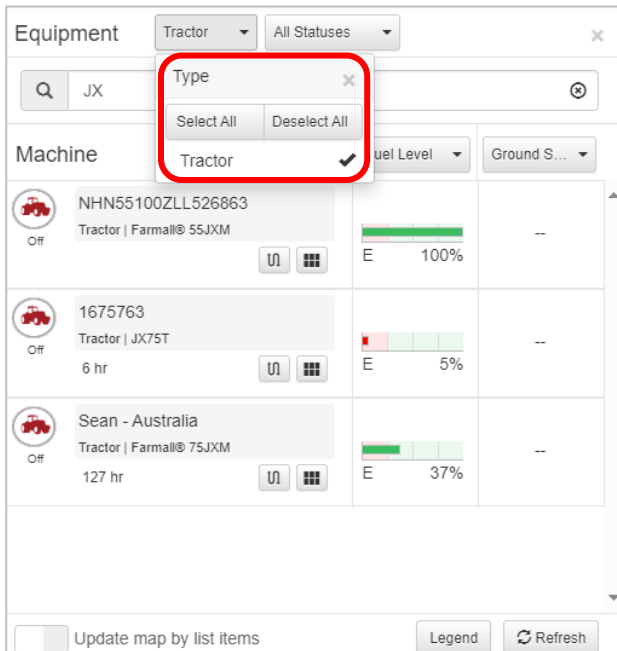 Equipment Tractor All Statuses
JX
Type
Select All Deselect All
Tractor
Machine uel Level Ground S...
NHN55100ZLL526863
Tractor | Farmall® 55JXM
Off
E 100% --
1675763
Tractor | JX75T
Off
6 hr E 5% --
Sean - Australia
Tractor | Farmall® 75JXM
Off
127 hr E 37% --
Update map by list items Legend Refresh